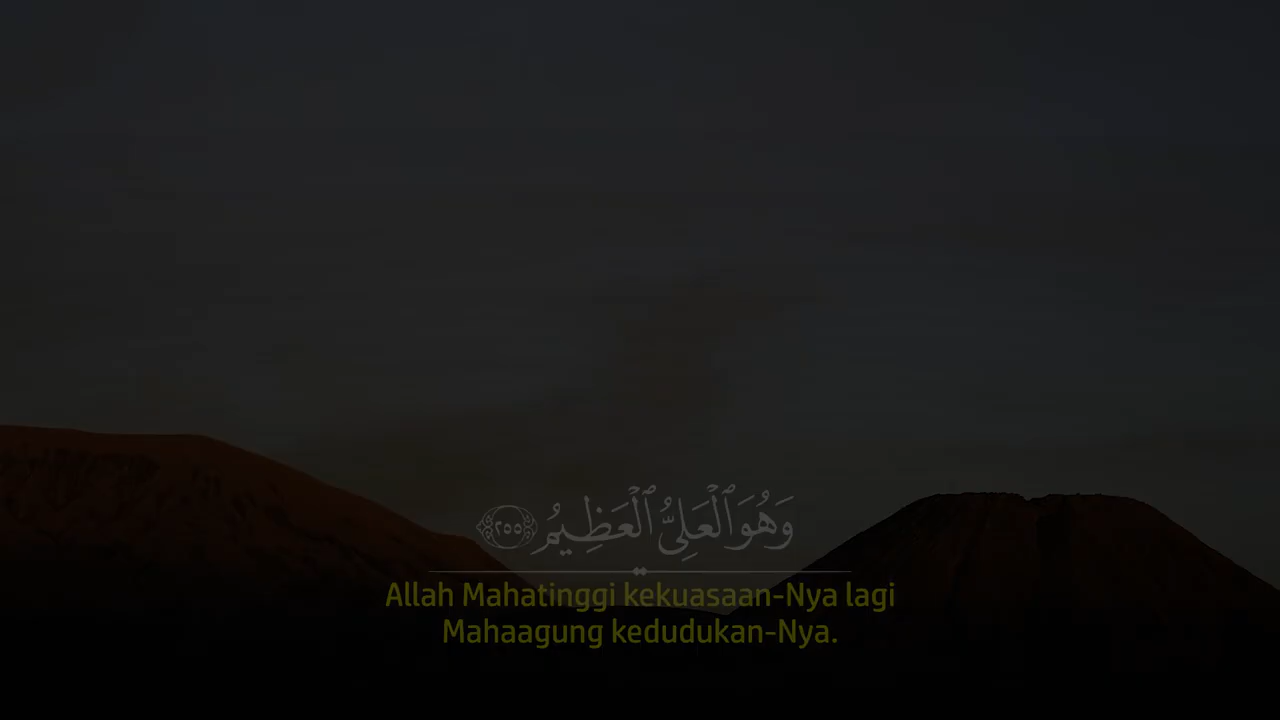 وَهُوَ ٱلْعَلِىُّ ٱلْعَظِيمُ ٢٥٥
Allah Mahatinggi kekuasaan-Nya lagi
Mahaagung kedudukan-Nya.